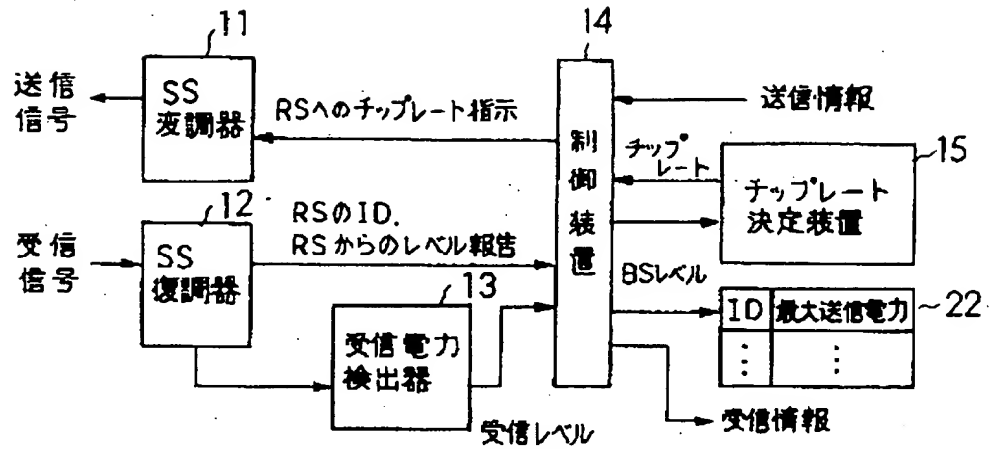 11
送信
信号
SS
変調器
RSへのチップレート指示
14
制御装置
送信情報
チップ
レート
15
チップレート
決定装置
12
受信
信号
SS
復調器
RSのID.
RSからのレベル報告
13
受信電力
検出器
受信レベル
BSレベル
ID
最大送信電力
22
⋮
⋮
受信情報